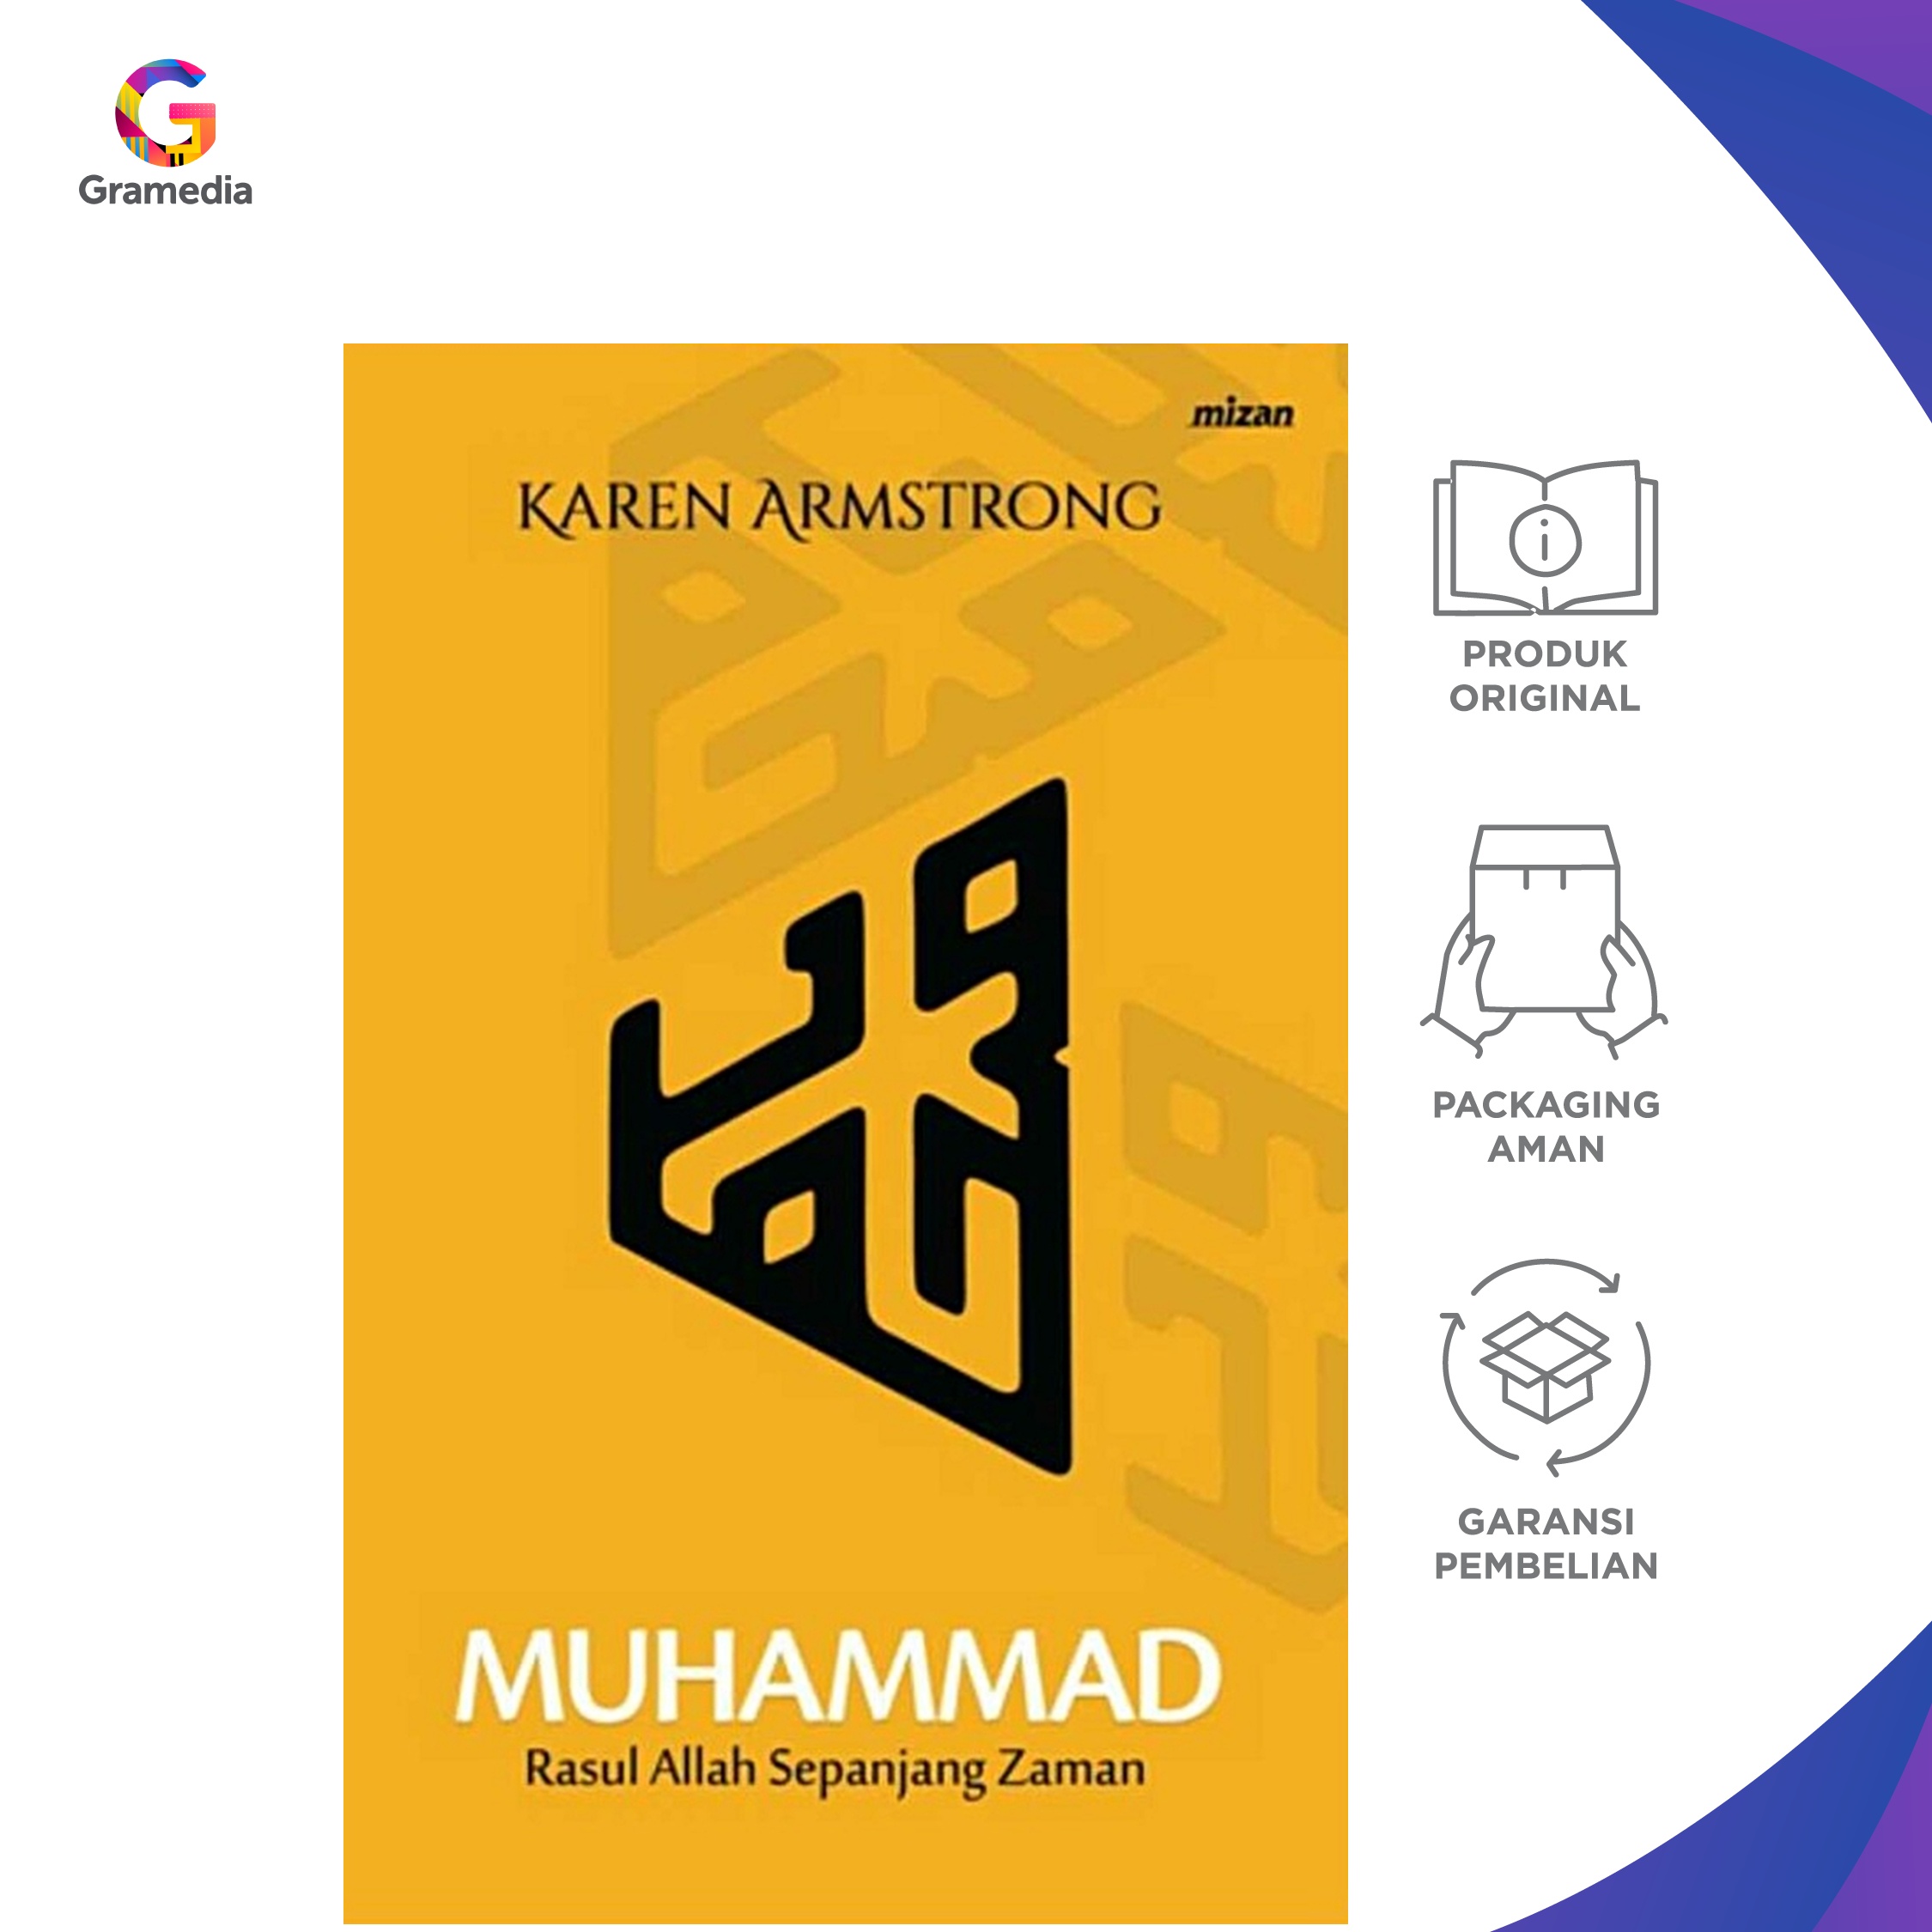 Gramedia
mizan
KAREN ARMSTRONG
MUHAMMAD
Rasul Allah Sepanjang Zaman
PRODUK
ORIGINAL
PACKAGING
AMAN
GARANSI
PEMBELIAN